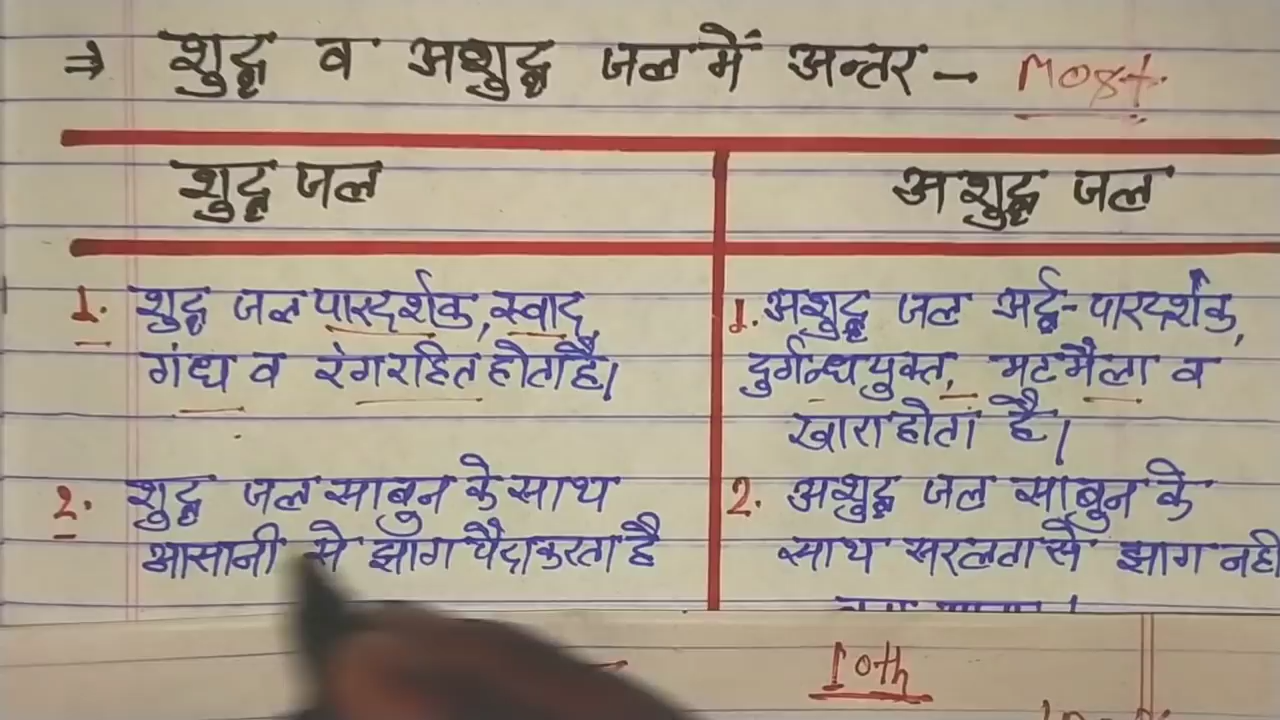 ⇒ शुद्ध व अशुद्ध जल में अन्तर – Most
शुद्ध जल
अशुद्ध जल
1. शुद्ध जल पारदर्शक, स्वाद,
गंध व रंगरहित होता है।
1. अशुद्ध जल अर्द्ध-पारदर्शक,
दुर्गन्धयुक्त, मटमैला व
खारा होता है।
2. शुद्ध जल साबुन के साथ
आसानी से झाग पैदा करता है
2. अशुद्ध जल साबुन के
साथ सरलता से झाग नही
10th